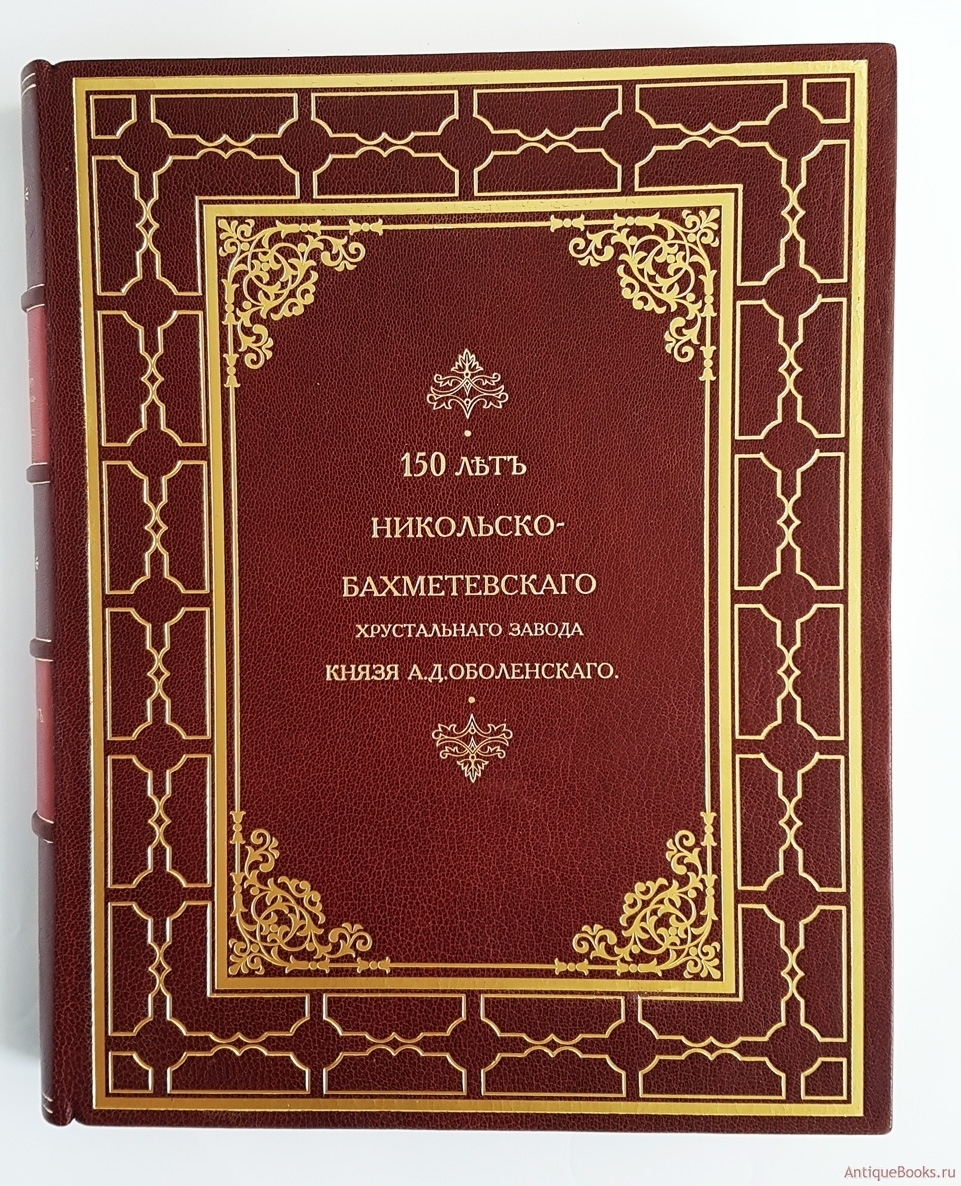 150 лѣтъ
НИКОЛЬСКО-
БАХМЕТЕВСКАГО
ХРУСТАЛЬНАГО ЗАВОДА
КНЯЗЯ А.Д.ОБОЛЕНСКАГО.
AntiqueBooks.ru